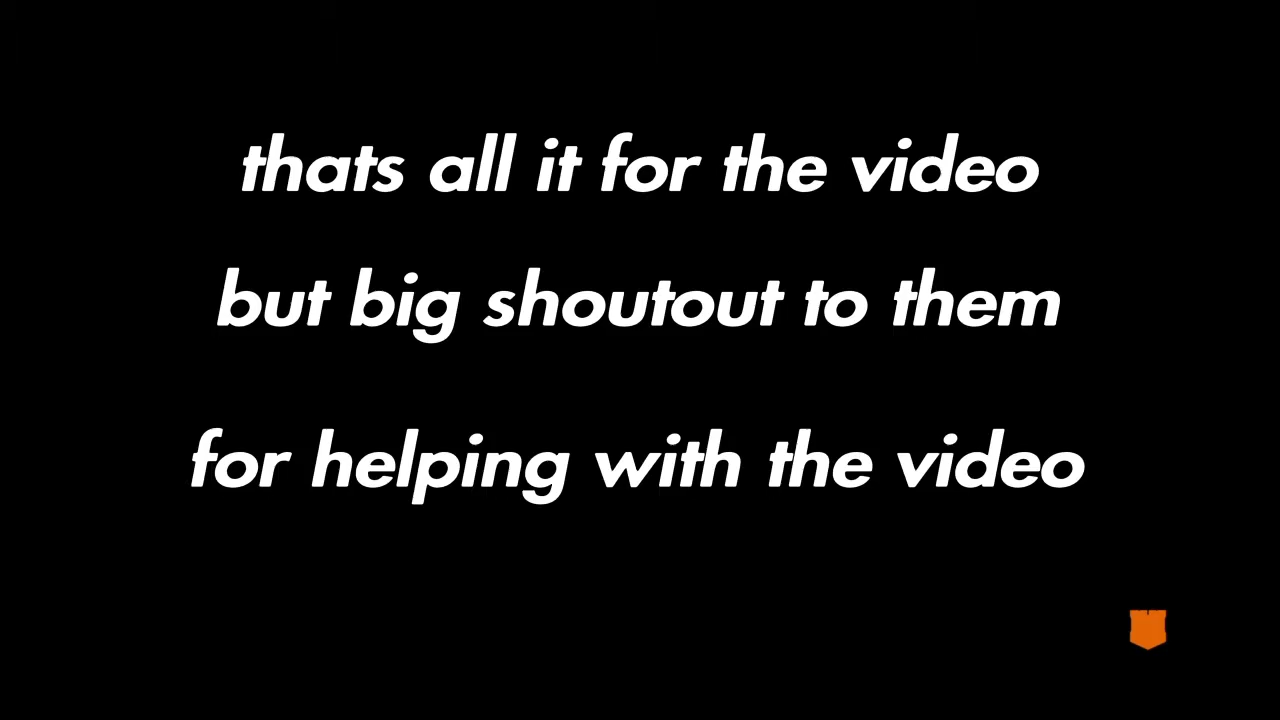 thats all it for the video
but big shoutout to them
for helping with the video